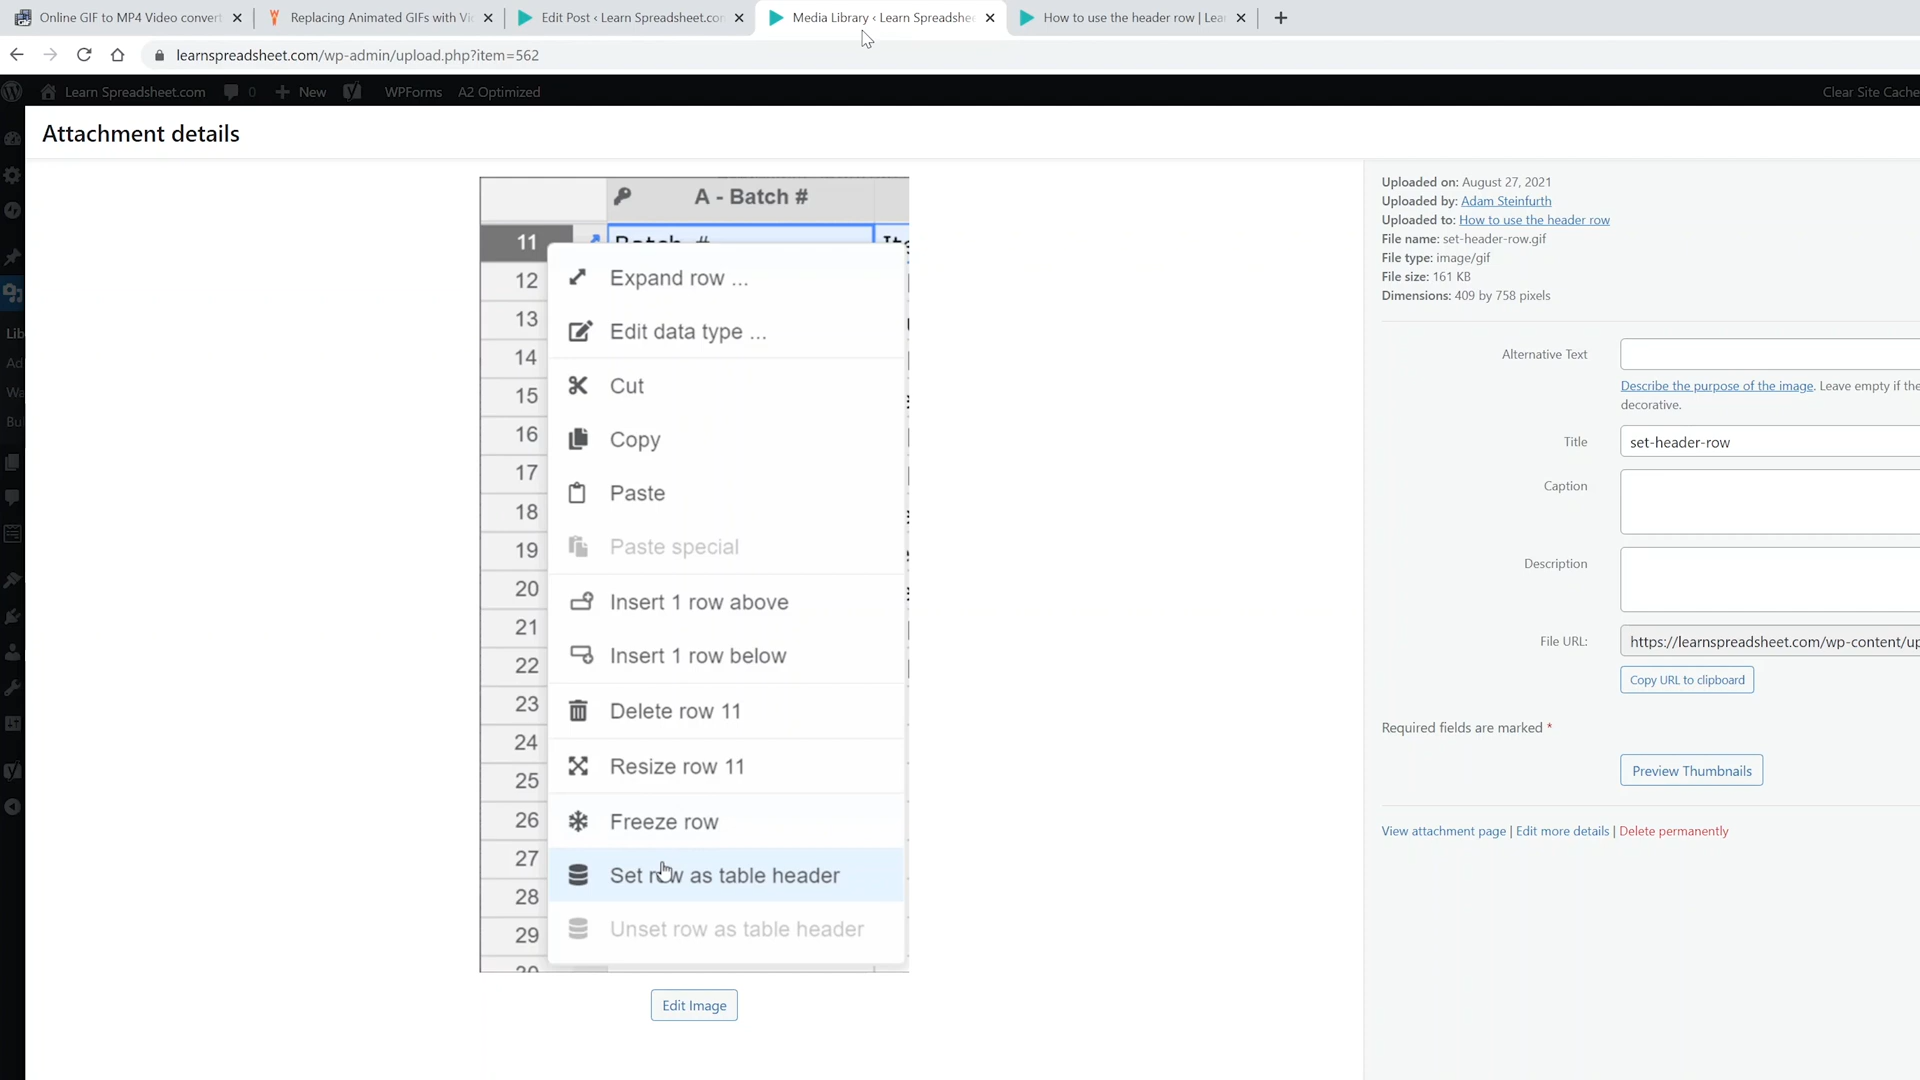 Online GIF to MP4 Video convert
Replacing Animated GIFs with Vi
Edit Post ‹ Learn Spreadsheet.com
Media Library ‹ Learn Spreadshe
How to use the header row | Lea
learnspreadsheet.com/wp-admin/upload.php?item=562
Learn Spreadsheet.com 0 New WPForms A2 Optimized Clear Site Cache
Attachment details
A - Batch #
11
Batch #
12
13
14
15
16
17
18
19
20
21
22
23
24
25
26
27
28
29
Expand row ...
Edit data type ...
Cut
Copy
Paste
Paste special
Insert 1 row above
Insert 1 row below
Delete row 11
Resize row 11
Freeze row
Set row as table header
Unset row as table header
Edit Image
Lib
Ad
Bul
Uploaded on: August 27, 2021
Uploaded by: Adam Steinfurth
Uploaded to: How to use the header row
File name: set-header-row.gif
File type: image/gif
File size: 161 KB
Dimensions: 409 by 758 pixels
Alternative Text
Describe the purpose of the image. Leave empty if the
decorative.
Title set-header-row
Caption
Description
File URL: https://learnspreadsheet.com/wp-content/up
Copy URL to clipboard
Required fields are marked *
Preview Thumbnails
View attachment page | Edit more details | Delete permanently